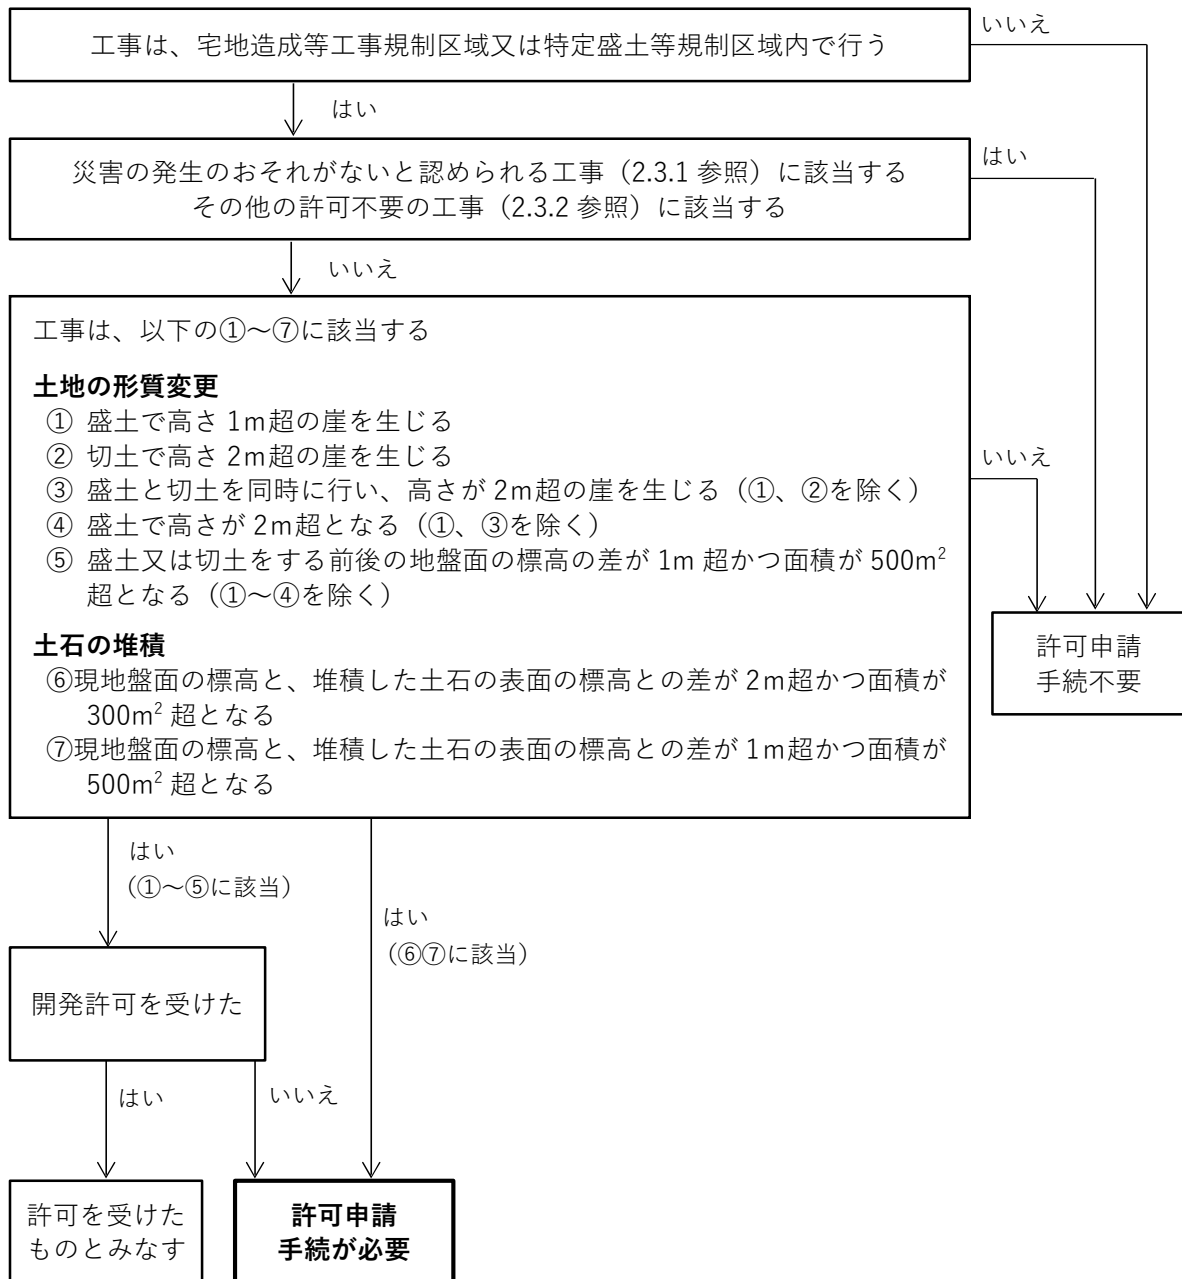 工事は、宅地造成等工事規制区域又は特定盛土等規制区域内で行う
いいえ
はい
災害の発生のおそれがないと認められる工事（2.3.1 参照）に該当する
その他の許可不要の工事（2.3.2 参照）に該当する
はい
いいえ
工事は、以下の①～⑦に該当する
土地の形質変更
① 盛土で高さ 1m超の崖を生じる
② 切土で高さ 2m超の崖を生じる
③ 盛土と切土を同時に行い、高さが 2m超の崖を生じる（①、②を除く）
④ 盛土で高さが 2m超となる（①、③を除く）
⑤ 盛土又は切土をする前後の地盤面の標高の差が 1m 超かつ面積が 500m²
超となる（①～④を除く）
土石の堆積
⑥現地盤面の標高と、堆積した土石の表面の標高との差が 2m超かつ面積が
300m² 超となる
⑦現地盤面の標高と、堆積した土石の表面の標高との差が 1m超かつ面積が
500m² 超となる
いいえ
許可申請
手続不要
はい
（①～⑤に該当）
はい
（⑥⑦に該当）
開発許可を受けた
はい
いいえ
許可を受けた
ものとみなす
許可申請
手続が必要